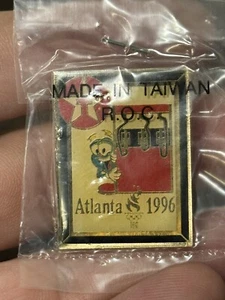 MADE IN TAIWAN
R.O.C.
T
Atlanta 1996